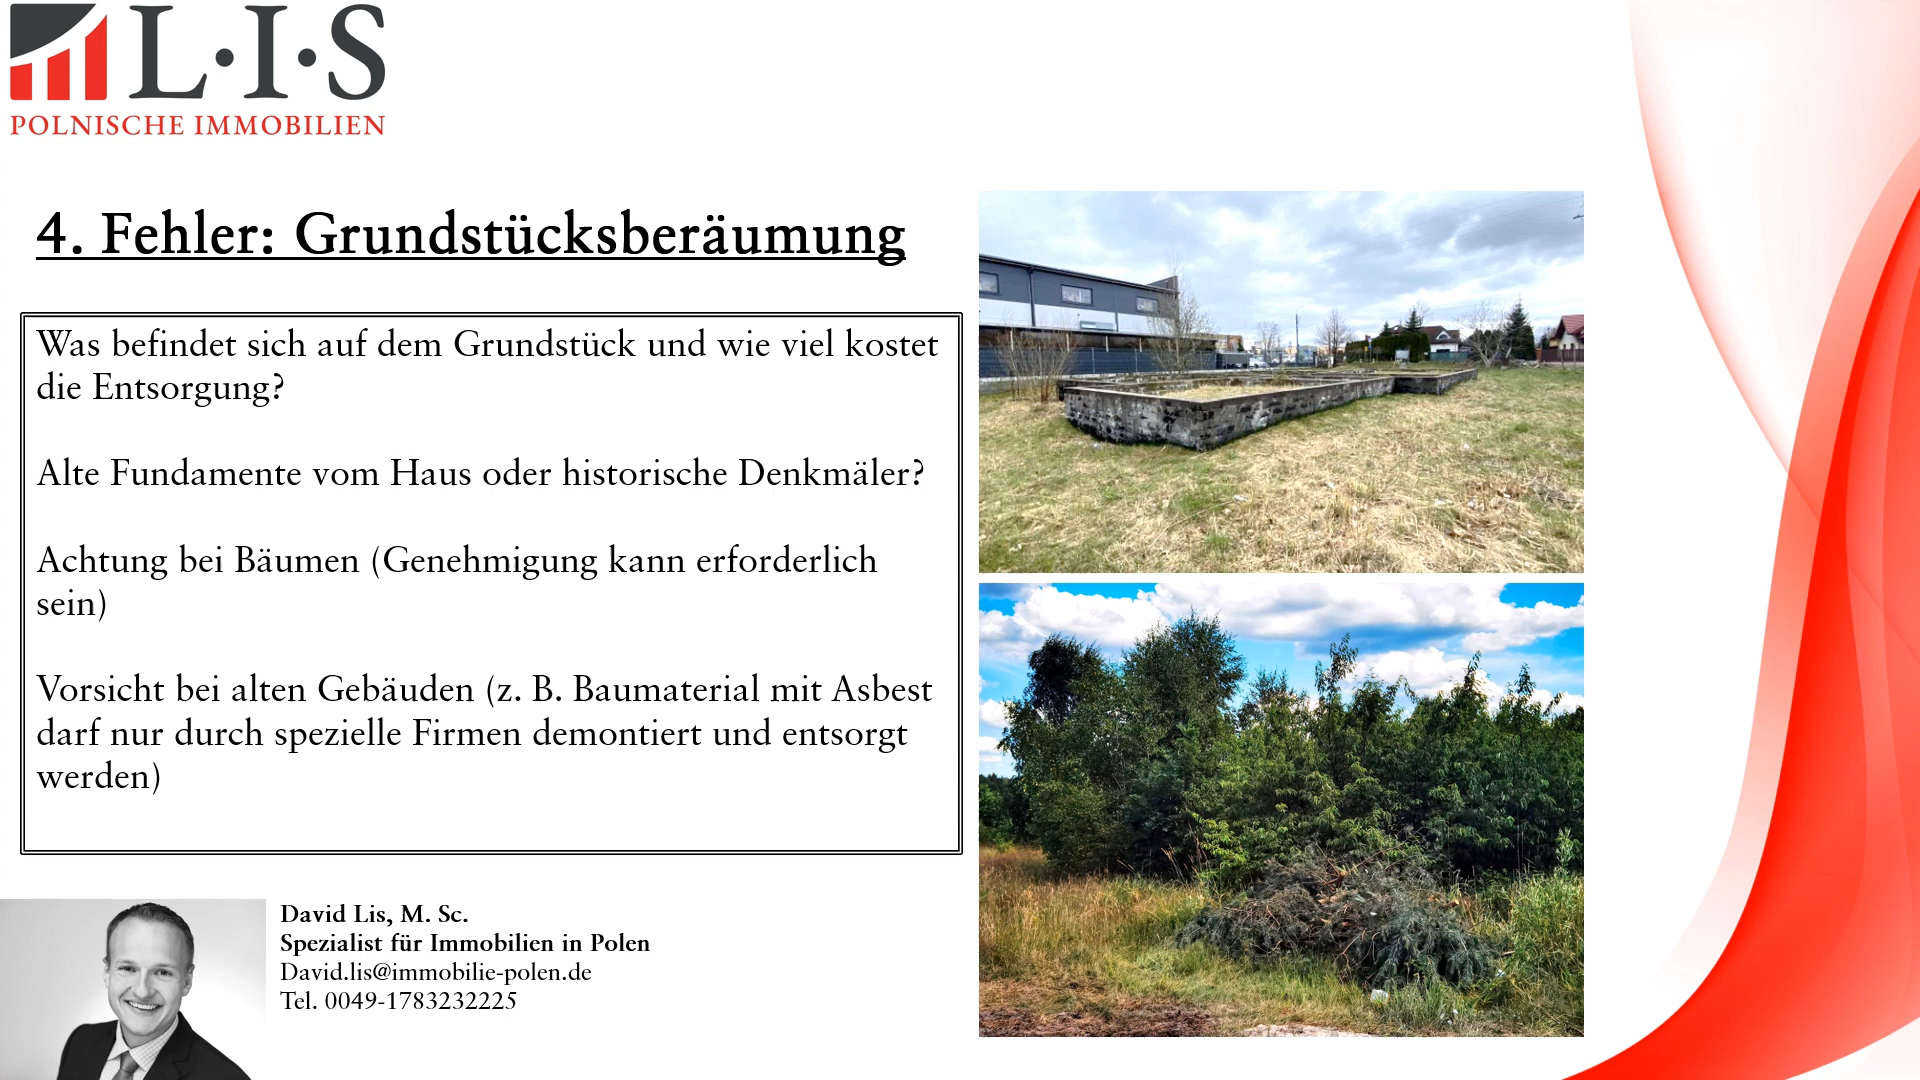 L·I·S
POLNISCHE IMMOBILIEN
4. Fehler: Grundstücksberäumung
Was befindet sich auf dem Grundstück und wie viel kostet
die Entsorgung?
Alte Fundamente vom Haus oder historische Denkmäler?
Achtung bei Bäumen (Genehmigung kann erforderlich
sein)
Vorsicht bei alten Gebäuden (z. B. Baumaterial mit Asbest
darf nur durch spezielle Firmen demontiert und entsorgt
werden)
David Lis, M. Sc.
Spezialist für Immobilien in Polen
David.lis@immobilie-polen.de
Tel. 0049-1783232225